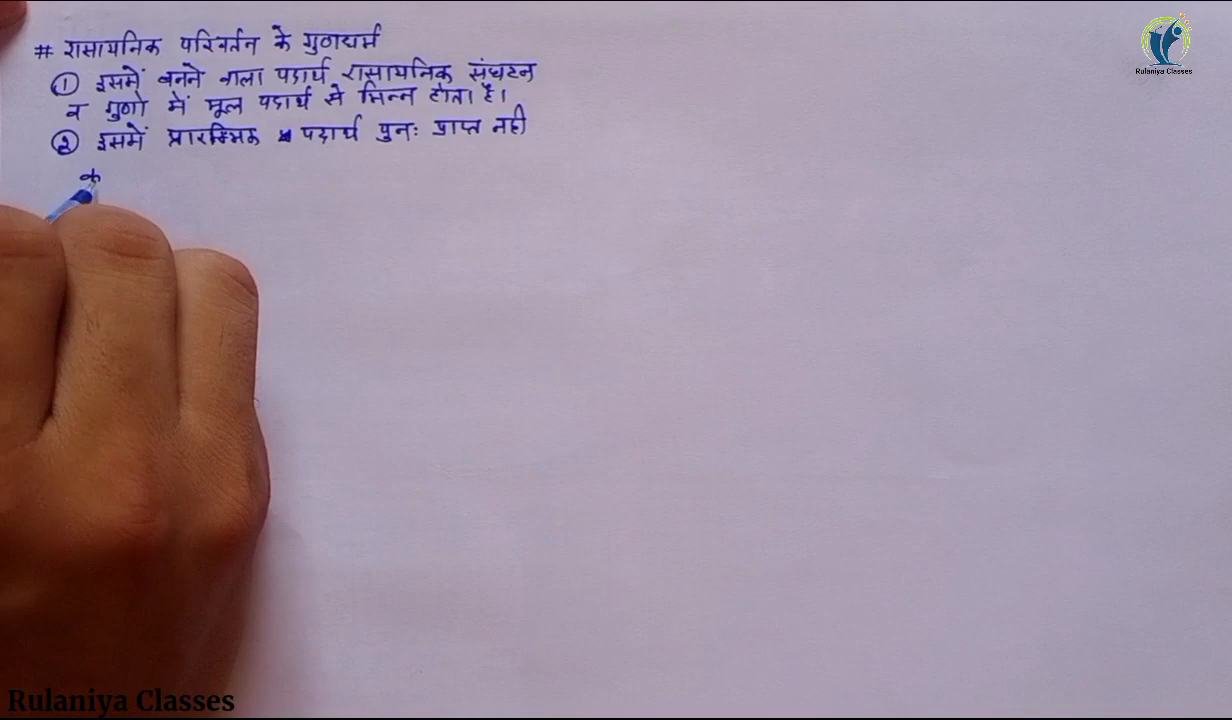 # रासायनिक परिवर्तन के गुणधर्म
① इसमें बनने वाला पदार्थ रासायनिक संघटन
व गुणो में मूल पदार्थ से भिन्न होता है।
② इसमें प्रारम्भिक पदार्थ पुनः प्राप्त नही
Rulaniya Classes
Rulaniya Classes